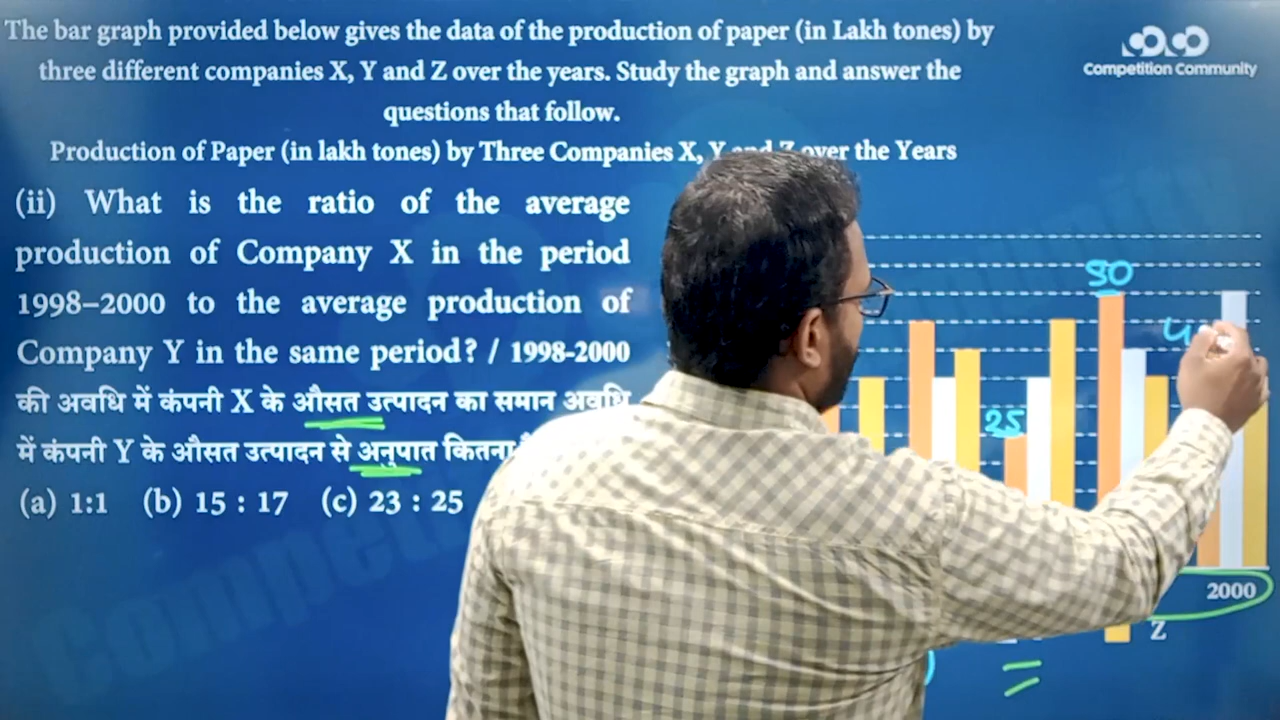 The bar graph provided below gives the data of the production of paper (in Lakh tones) by
three different companies X, Y and Z over the years. Study the graph and answer the
questions that follow.
Production of Paper (in lakh tones) by Three Companies X, Y and Z over the Years
(ii) What is the ratio of the average
production of Company X in the period
1998–2000 to the average production of
Company Y in the same period? / 1998-2000
की अवधि में कंपनी X के औसत उत्पादन का समान अवधि
में कंपनी Y के औसत उत्पादन से अनुपात कितना
(a) 1:1 (b) 15 : 17 (c) 23 : 25
Competition Community
50
25
2000
Z